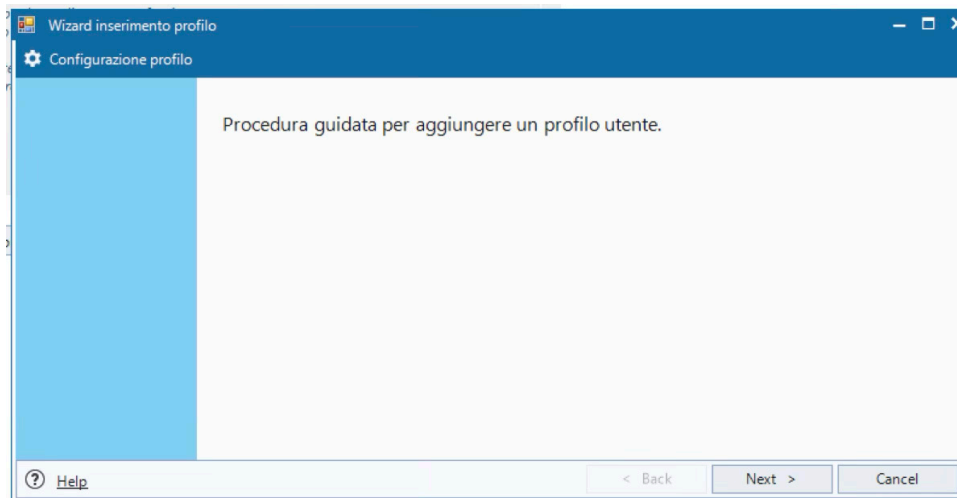 Wizard inserimento profilo
Configurazione profilo
Procedura guidata per aggiungere un profilo utente.
? Help
< Back Next > Cancel